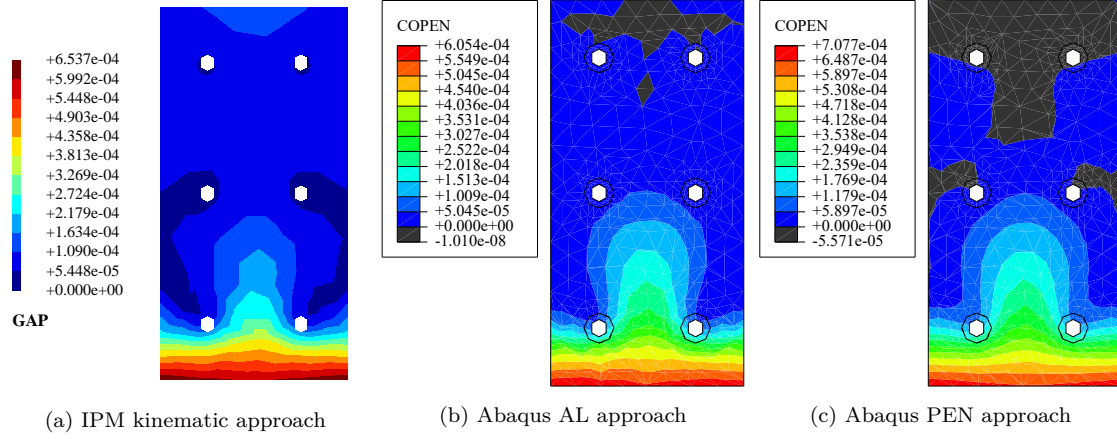 +6.537e-04
+5.992e-04
+5.448e-04
+4.903e-04
+4.358e-04
+3.813e-04
+3.269e-04
+2.724e-04
+2.179e-04
+1.634e-04
+1.090e-04
+5.448e-05
+0.000e+00
GAP
COPEN
+6.054e-04
+5.549e-04
+5.045e-04
+4.540e-04
+4.036e-04
+3.531e-04
+3.027e-04
+2.522e-04
+2.018e-04
+1.513e-04
+1.009e-04
+5.045e-05
+0.000e+00
-1.010e-08
COPEN
+7.077e-04
+6.487e-04
+5.897e-04
+5.308e-04
+4.718e-04
+4.128e-04
+3.538e-04
+2.949e-04
+2.359e-04
+1.769e-04
+1.179e-04
+5.897e-05
+0.000e+00
-5.571e-05
(a) IPM kinematic approach
(b) Abaqus AL approach
(c) Abaqus PEN approach